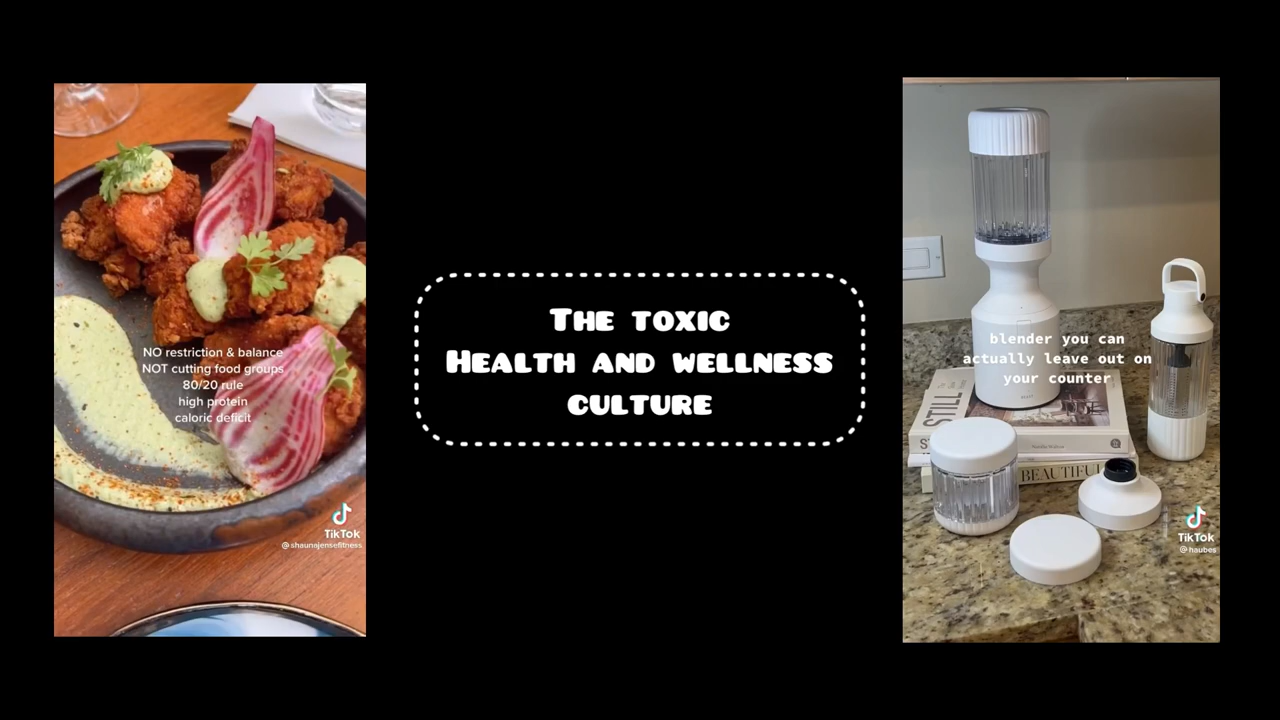 NO restriction & balance
NOT cutting food groups
80/20 rule
high protein
caloric deficit
TikTok
@shaunajensefitness
The toxic
Health and wellness
culture
blender you can
actually leave out on
your counter
STILL
BEAUTIFUL
TikTok
@haubes